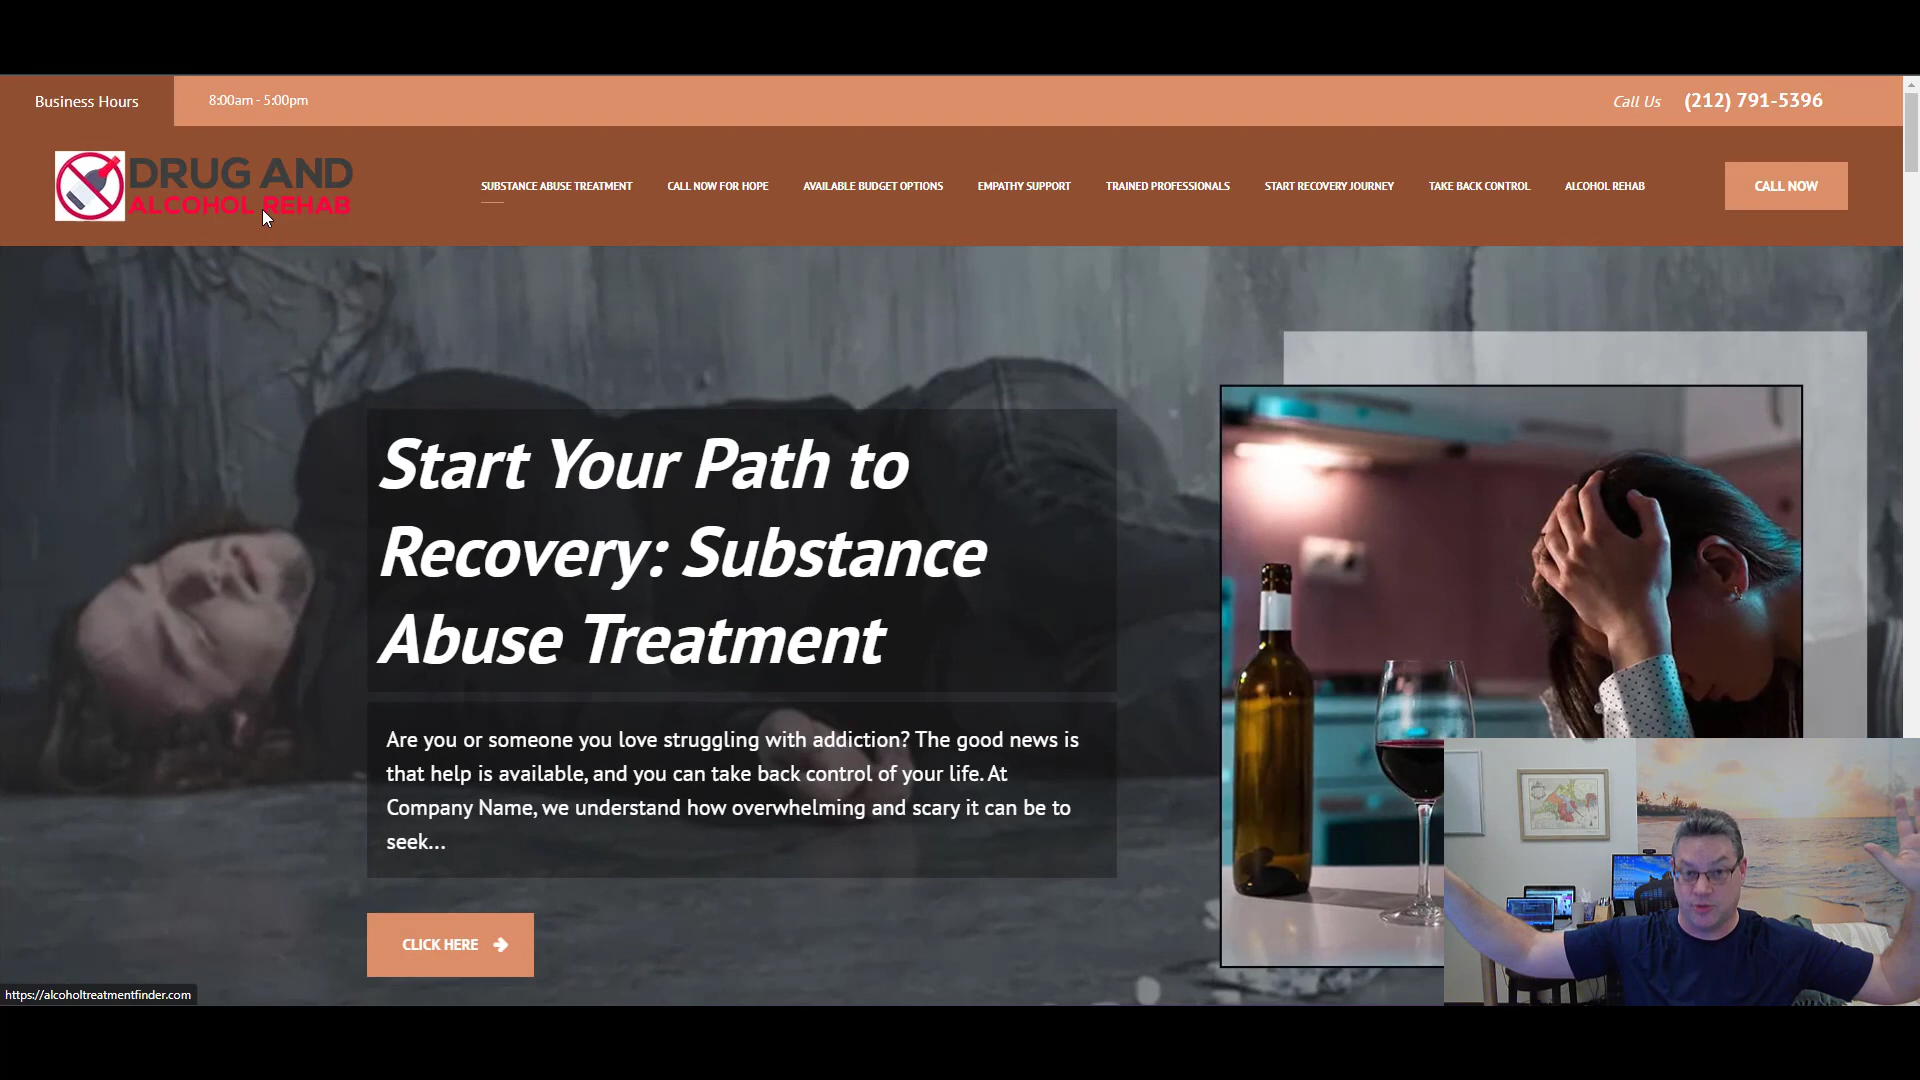 Business Hours
8:00am - 5:00pm
Call Us
(212) 791-5396
DRUG AND
ALCOHOL REHAB
SUBSTANCE ABUSE TREATMENT
CALL NOW FOR HOPE
AVAILABLE BUDGET OPTIONS
EMPATHY SUPPORT
TRAINED PROFESSIONALS
START RECOVERY JOURNEY
TAKE BACK CONTROL
ALCOHOL REHAB
CALL NOW
Start Your Path to
Recovery: Substance
Abuse Treatment
Are you or someone you love struggling with addiction? The good news is
that help is available, and you can take back control of your life. At
Company Name, we understand how overwhelming and scary it can be to
seek...
CLICK HERE
https://alcoholtreatmentfinder.com